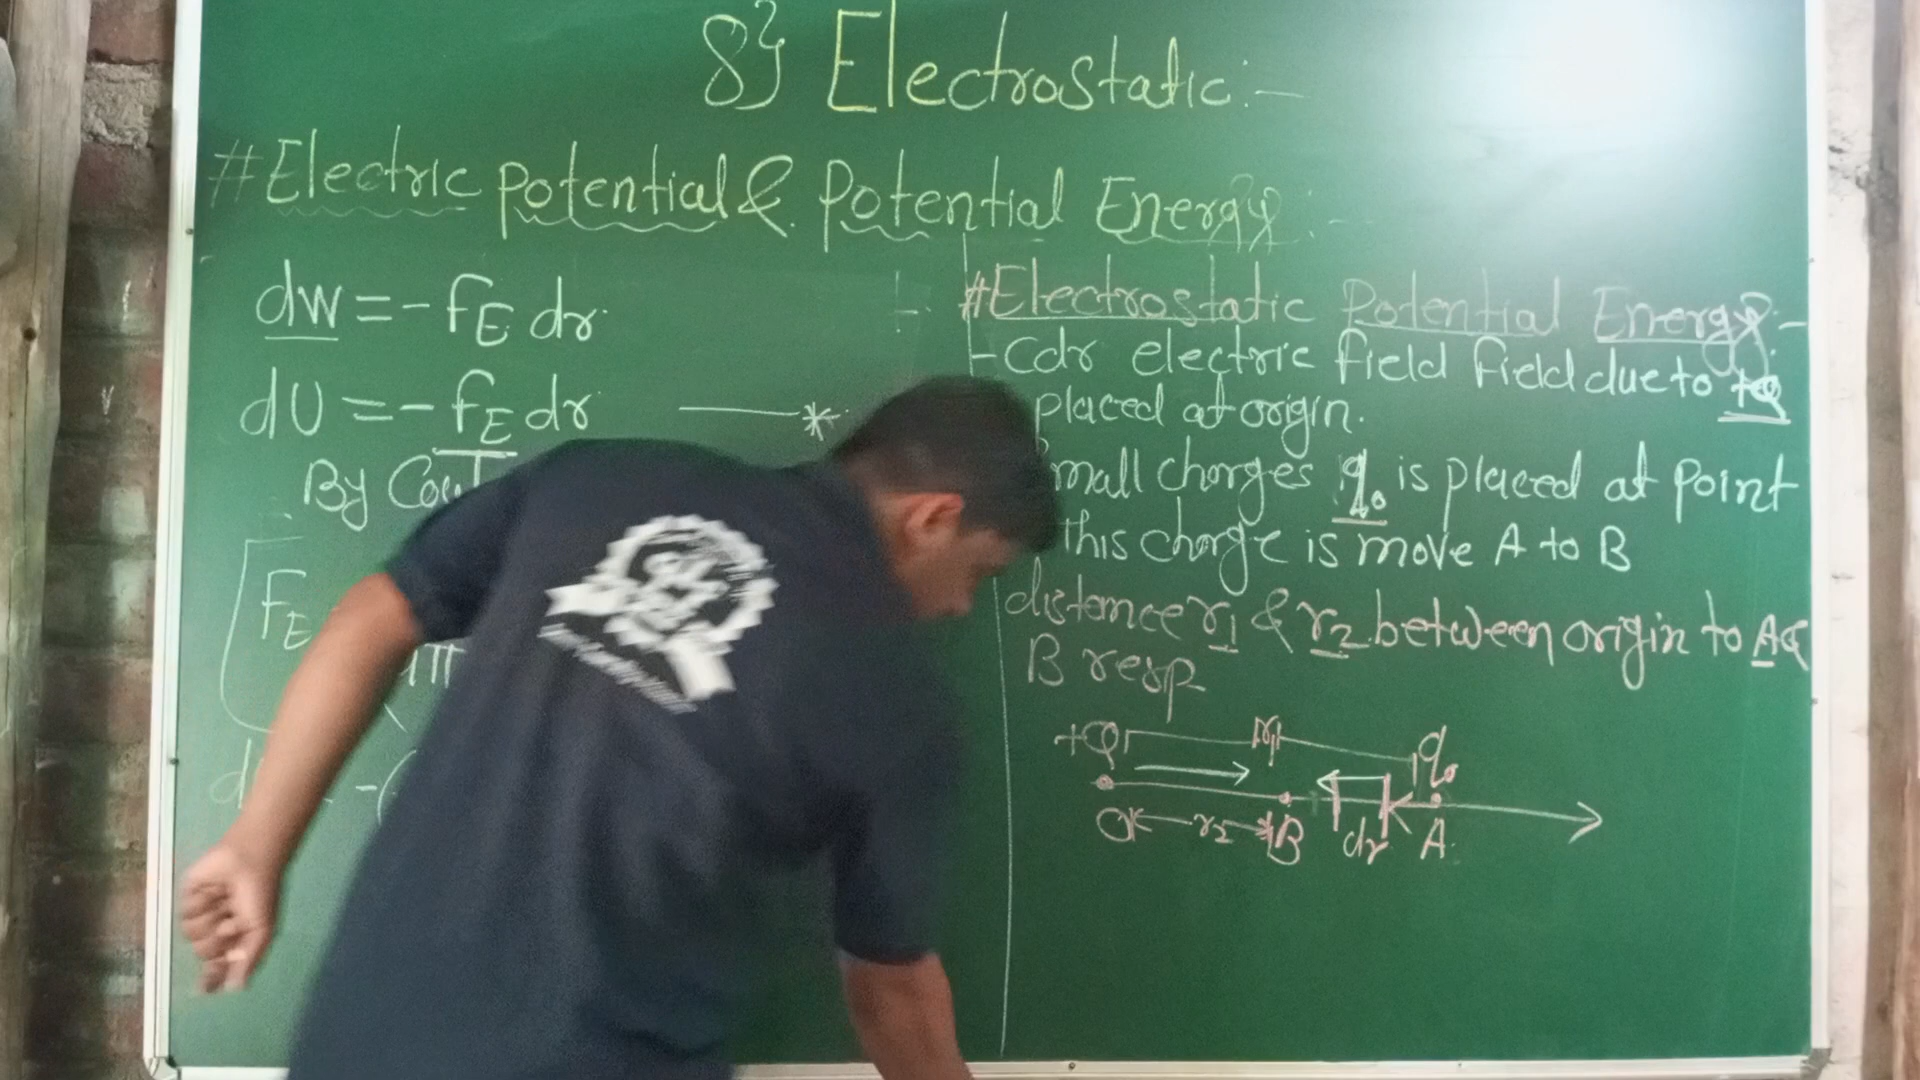 8} Electrostatic:-
#Electric potential & Potential Energy:-
dw = - FE dr
dU = - FE dr —*
By
FE
#Electrostatic Potential Energy:-
- Cdr electric field field due to +Q
placed at origin.
mall charges q₀ is placed at point
this charge is move A to B
distance r₁ & r₂ between origin to A &
B resp
+Q r₁ q₀
O r₂ B dr A